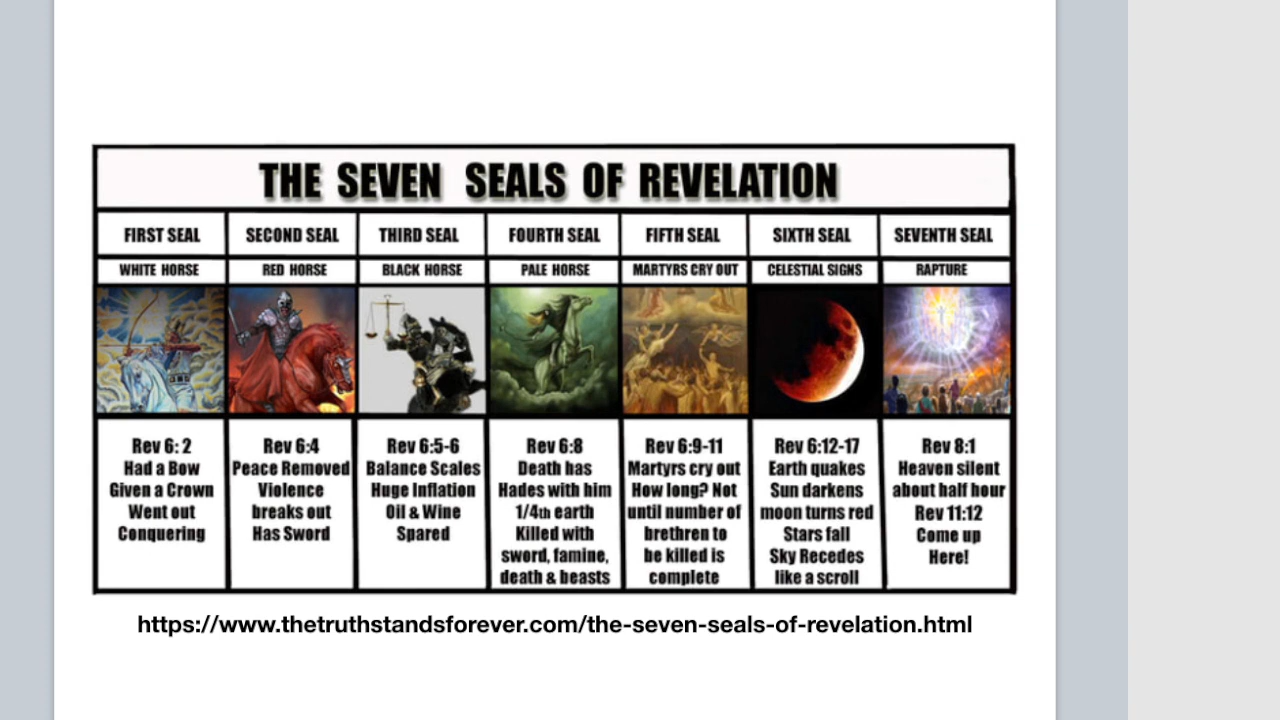 THE SEVEN SEALS OF REVELATION
FIRST SEAL
SECOND SEAL
THIRD SEAL
FOURTH SEAL
FIFTH SEAL
SIXTH SEAL
SEVENTH SEAL
WHITE HORSE
RED HORSE
BLACK HORSE
PALE HORSE
MARTYRS CRY OUT
CELESTIAL SIGNS
RAPTURE
Rev 6: 2
Had a Bow
Given a Crown
Went out
Conquering
Rev 6:4
Peace Removed
Violence
breaks out
Has Sword
Rev 6:5-6
Balance Scales
Huge Inflation
Oil & Wine
Spared
Rev 6:8
Death has
Hades with him
1/4th earth
Killed with
sword, famine,
death & beasts
Rev 6:9-11
Martyrs cry out
How long? Not
until number of
brethren to
be killed is
complete
Rev 6:12-17
Earth quakes
Sun darkens
moon turns red
Stars fall
Sky Recedes
like a scroll
Rev 8:1
Heaven silent
about half hour
Rev 11:12
Come up
Here!
https://www.thetruthstandsforever.com/the-seven-seals-of-revelation.html